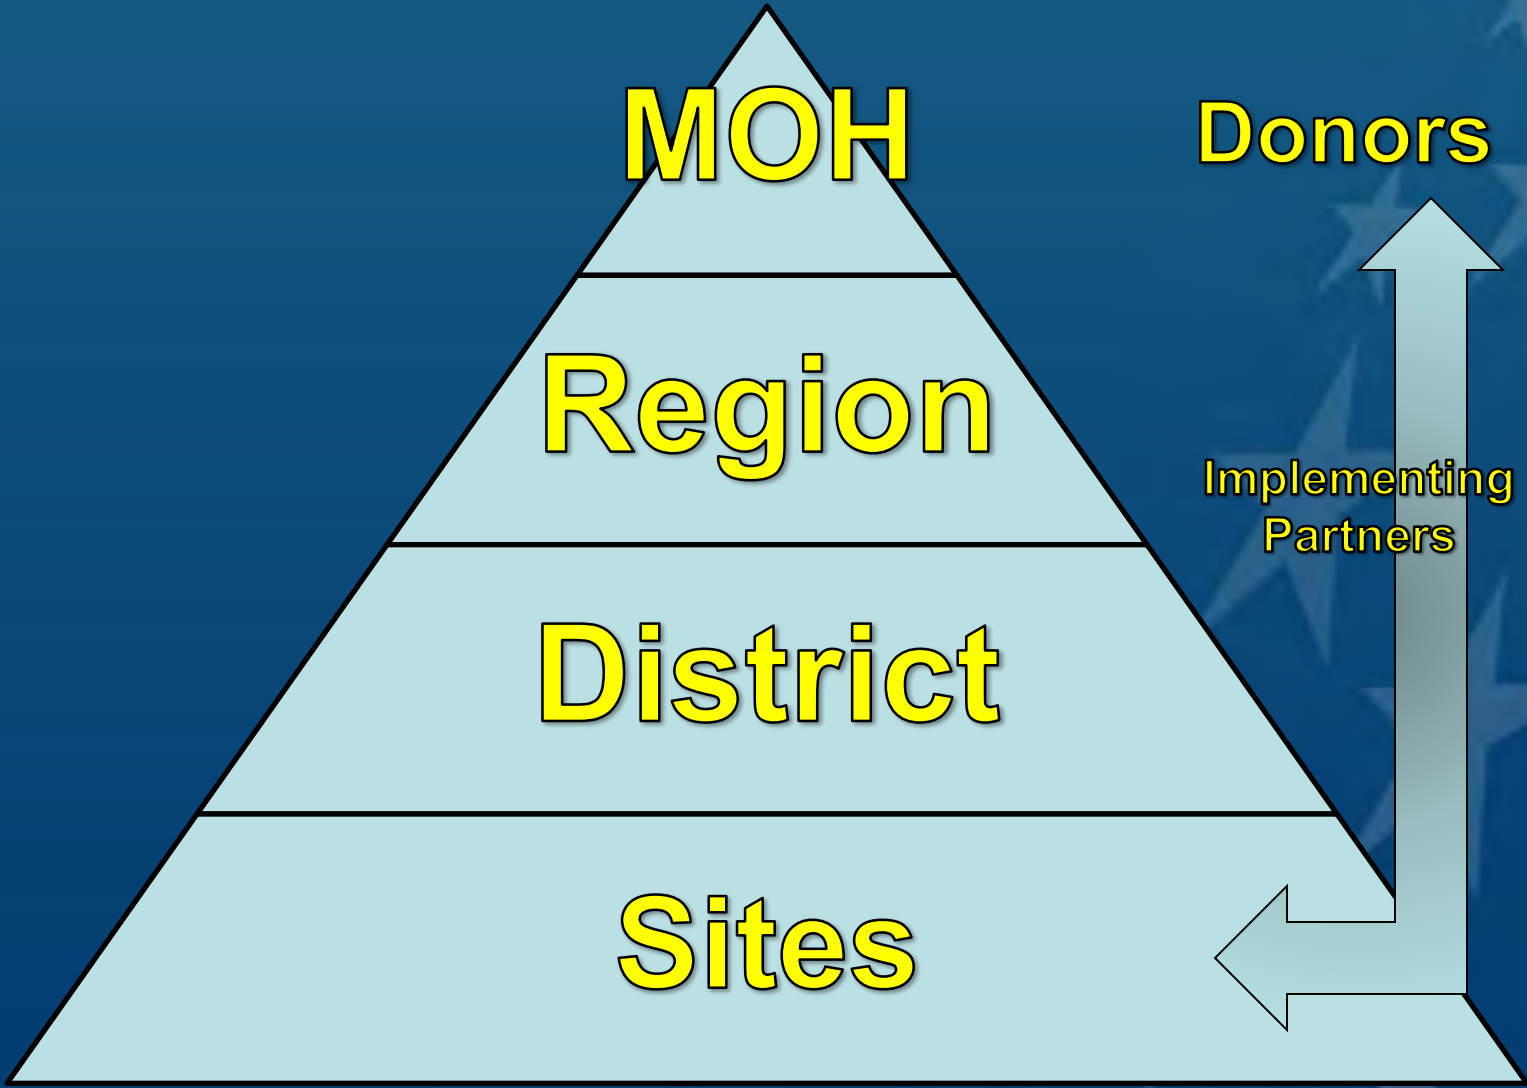 MOH
Donors
Region
Implementing
Partners
District
Sites